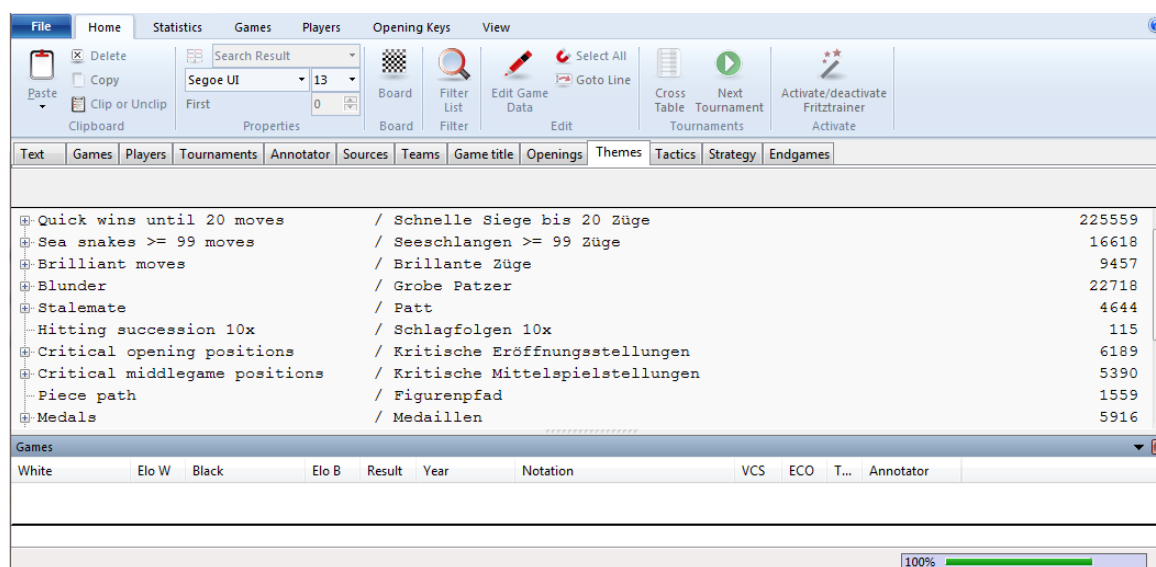 File Home Statistics Games Players Opening Keys View
Paste
Delete
Copy
Clip or Unclip
Clipboard
Search Result
Segoe UI 13
First 0
Properties
Board
Board
Filter List
Filter
Edit Game Data
Select All
Goto Line
Edit
Cross Table
Next Tournament
Tournaments
Activate/deactivate Fritztrainer
Activate
Text Games Players Tournaments Annotator Sources Teams Game title Openings Themes Tactics Strategy Endgames
Quick wins until 20 moves / Schnelle Siege bis 20 Züge 225559
Sea snakes >= 99 moves / Seeschlangen >= 99 Züge 16618
Brilliant moves / Brillante Züge 9457
Blunder / Grobe Patzer 22718
Stalemate / Patt 4644
Hitting succession 10x / Schlagfolgen 10x 115
Critical opening positions / Kritische Eröffnungsstellungen 6189
Critical middlegame positions / Kritische Mittelspielstellungen 5390
Piece path / Figurenpfad 1559
Medals / Medaillen 5916
Games
White Elo W Black Elo B Result Year Notation VCS ECO T... Annotator
100%